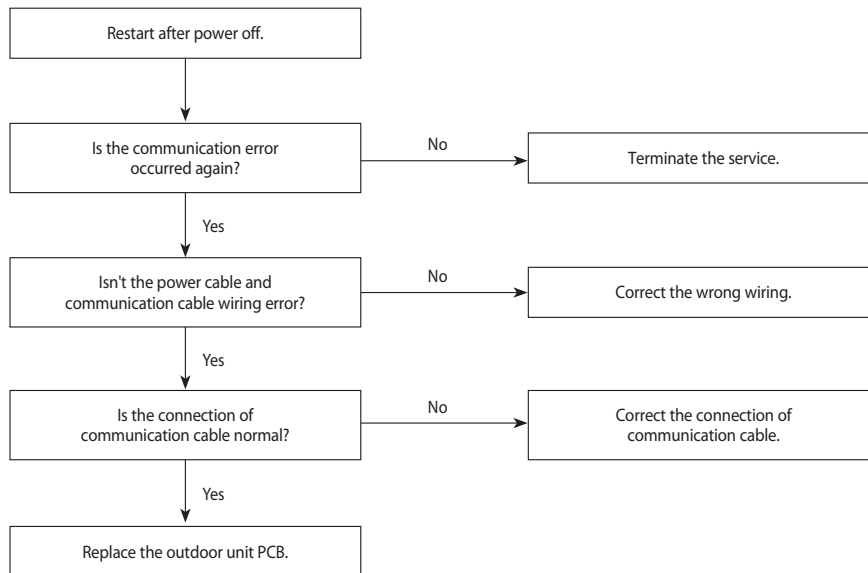 Restart after power off.
Is the communication error
occurred again?
No
Terminate the service.
Yes
Isn't the power cable and
communication cable wiring error?
No
Correct the wrong wiring.
Yes
Is the connection of
communication cable normal?
No
Correct the connection of
communication cable.
Yes
Replace the outdoor unit PCB.